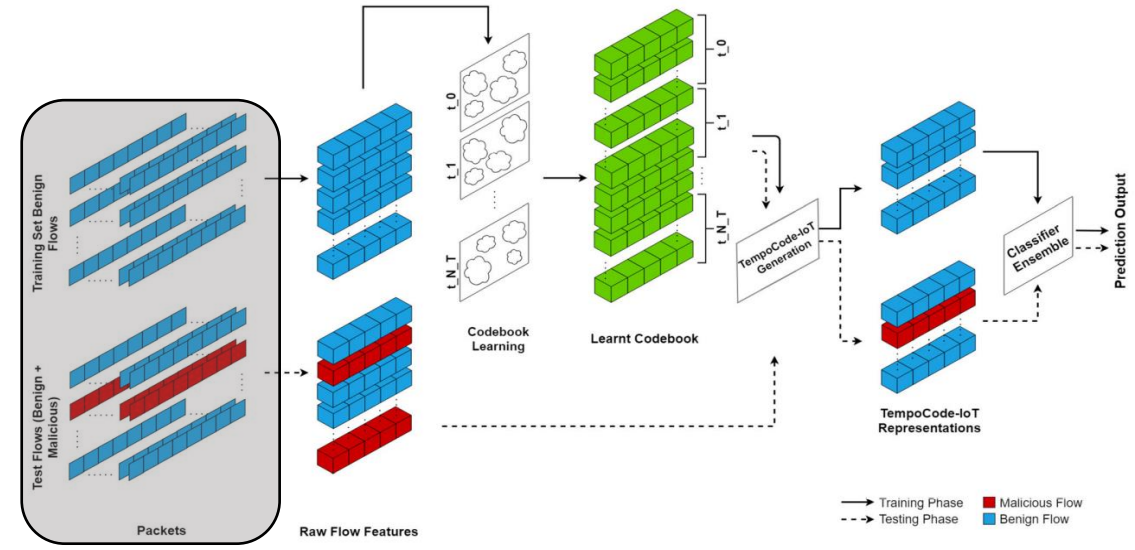 Training Set Benign
Flows
Test Flows (Benign +
Malicious)
Packets
Raw Flow Features
t_0
t_1
t_N_T
Codebook
Learning
Learnt Codebook
t_0
t_1
t_N_T
TempoCode-IoT
Generation
TempoCode-IoT
Representations
Classifier
Ensemble
Prediction Output
Training Phase
Testing Phase
Malicious Flow
Benign Flow